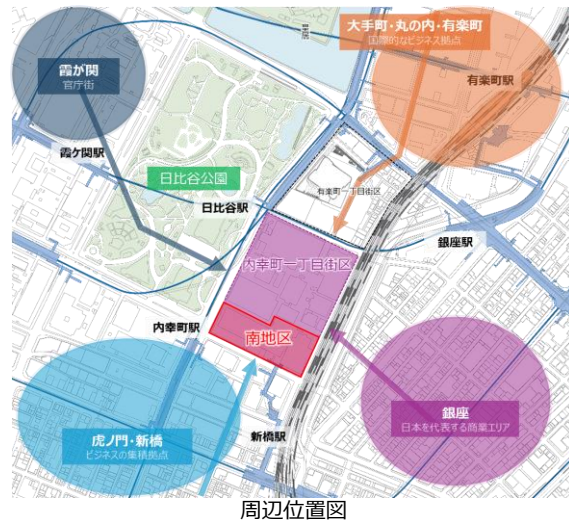 大手町・丸の内・有楽町
国際的なビジネス拠点
霞が関
官庁街
有楽町駅
霞ケ関駅
日比谷公園
有楽町一丁目街区
日比谷駅
銀座駅
内幸町一丁目街区
内幸町駅
南地区
虎ノ門・新橋
ビジネスの集積拠点
新橋駅
銀座
日本を代表する商業エリア
周辺位置図